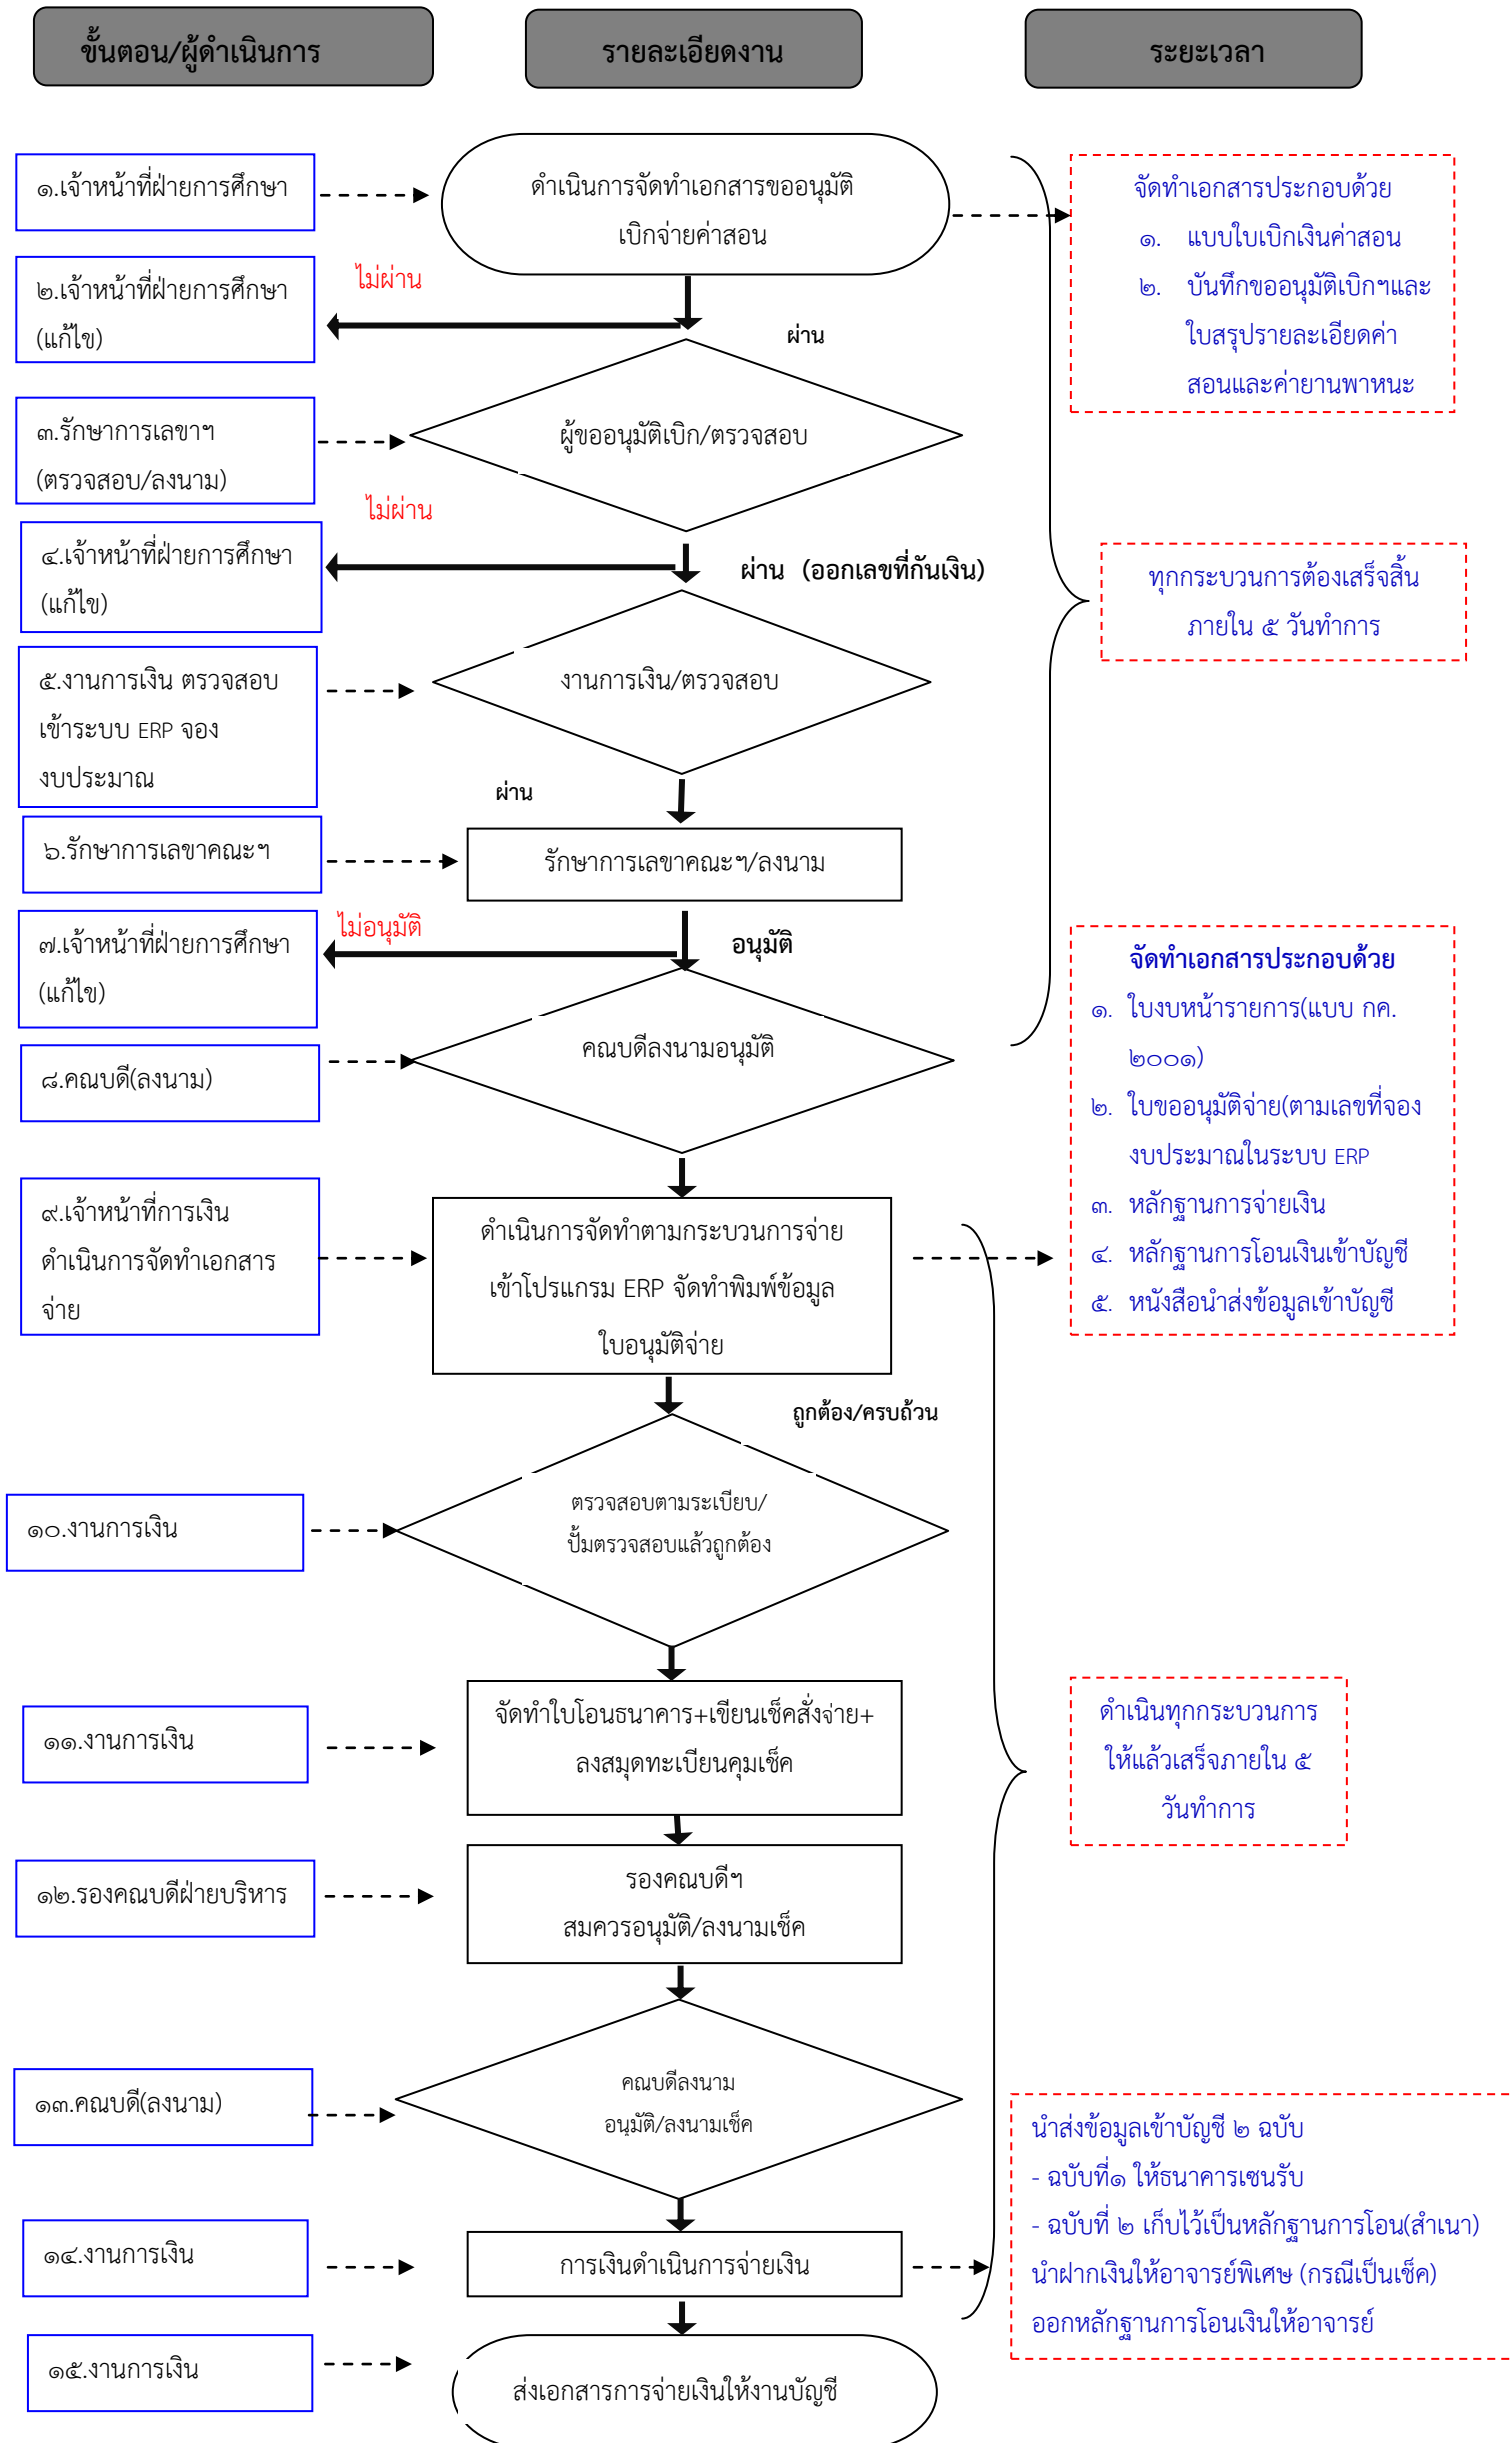 ขั้นตอน/ผู้ดำเนินการ
รายละเอียดงาน
ระยะเวลา
๑.เจ้าหน้าที่ฝ่ายการศึกษา
ดำเนินการจัดทำเอกสารขออนุมัติ
เบิกจ่ายค่าสอน
จัดทำเอกสารประกอบด้วย
๑. แบบใบเบิกเงินค่าสอน
๒. บันทึกขออนุมัติเบิกฯและ
ใบสรุปรายละเอียดค่า
สอนและค่ายานพาหนะ
๒.เจ้าหน้าที่ฝ่ายการศึกษา
(แก้ไข)
ไม่ผ่าน
ผ่าน
๓.รักษาการเลขาฯ
(ตรวจสอบ/ลงนาม)
ผู้ขออนุมัติเบิก/ตรวจสอบ
ไม่ผ่าน
๔.เจ้าหน้าที่ฝ่ายการศึกษา
(แก้ไข)
ผ่าน (ออกเลขที่กันเงิน)
ทุกกระบวนการต้องเสร็จสิ้น
ภายใน ๕ วันทำการ
๕.งานการเงิน ตรวจสอบ
เข้าระบบ ERP จอง
งบประมาณ
งานการเงิน/ตรวจสอบ
ผ่าน
๖.รักษาการเลขาคณะฯ
รักษาการเลขาคณะฯ/ลงนาม
๗.เจ้าหน้าที่ฝ่ายการศึกษา
(แก้ไข)
ไม่อนุมัติ
อนุมัติ
๘.คณบดี(ลงนาม)
คณบดีลงนามอนุมัติ
จัดทำเอกสารประกอบด้วย
๑. ใบงบหน้ารายการ(แบบ กค.
๒๐๐๑)
๒. ใบขออนุมัติจ่าย(ตามเลขที่จอง
งบประมาณในระบบ ERP
๓. หลักฐานการจ่ายเงิน
๔. หลักฐานการโอนเงินเข้าบัญชี
๕. หนังสือนำส่งข้อมูลเข้าบัญชี
๙.เจ้าหน้าที่การเงิน
ดำเนินการจัดทำเอกสาร
จ่าย
ดำเนินการจัดทำตามกระบวนการจ่าย
เข้าโปรแกรม ERP จัดทำพิมพ์ข้อมูล
ใบอนุมัติจ่าย
ถูกต้อง/ครบถ้วน
๑๐.งานการเงิน
ตรวจสอบตามระเบียบ/
ปั้มตรวจสอบแล้วถูกต้อง
๑๑.งานการเงิน
จัดทำใบโอนธนาคาร+เขียนเช็คสั่งจ่าย+
ลงสมุดทะเบียนคุมเช็ค
ดำเนินทุกกระบวนการ
ให้แล้วเสร็จภายใน ๕
วันทำการ
๑๒.รองคณบดีฝ่ายบริหาร
รองคณบดีฯ
สมควรอนุมัติ/ลงนามเช็ค
๑๓.คณบดี(ลงนาม)
คณบดีลงนาม
อนุมัติ/ลงนามเช็ค
นำส่งข้อมูลเข้าบัญชี ๒ ฉบับ
- ฉบับที่๑ ให้ธนาคารเซนรับ
- ฉบับที่ ๒ เก็บไว้เป็นหลักฐานการโอน(สำเนา)
นำฝากเงินให้อาจารย์พิเศษ (กรณีเป็นเช็ค)
ออกหลักฐานการโอนเงินให้อาจารย์
๑๔.งานการเงิน
การเงินดำเนินการจ่ายเงิน
๑๕.งานการเงิน
ส่งเอกสารการจ่ายเงินให้งานบัญชี